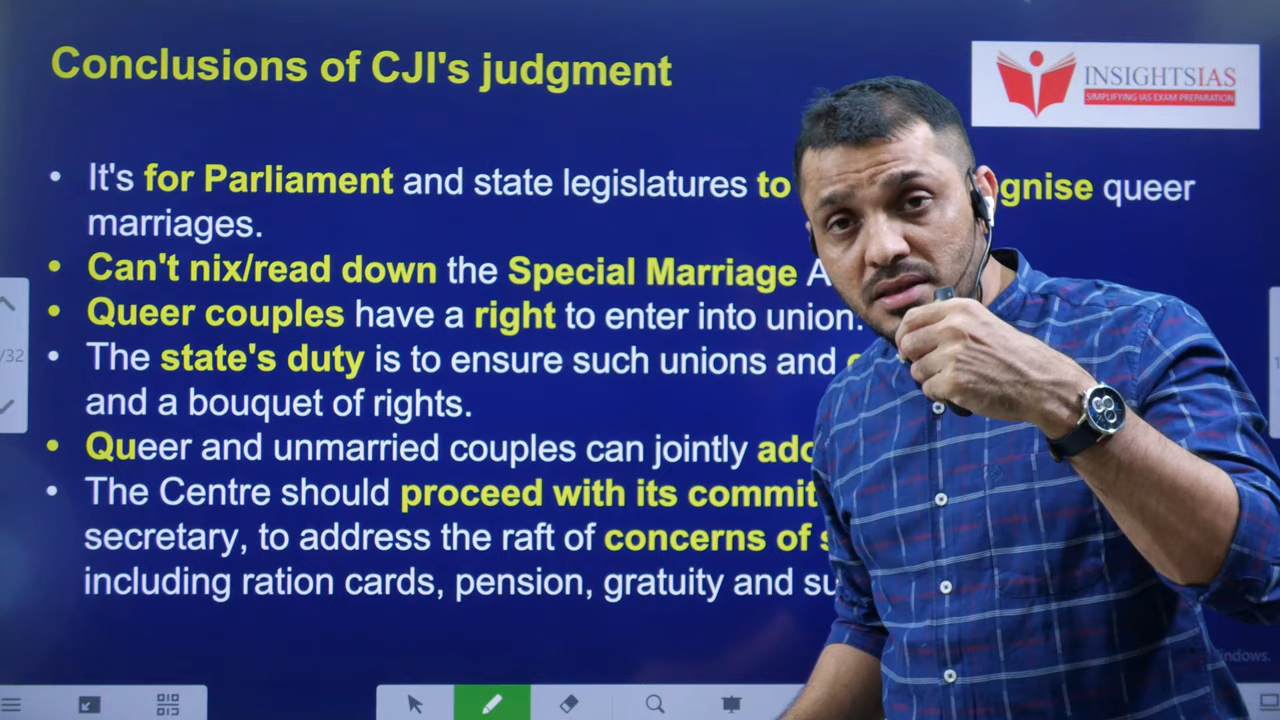 Conclusions of CJI's judgment
INSIGHTSIAS
SIMPLIFYING IAS EXAM PREPARATION
• It's for Parliament and state legislatures to gnise queer
marriages.
• Can't nix/read down the Special Marriage A
• Queer couples have a right to enter into union.
• The state's duty is to ensure such unions and
and a bouquet of rights.
• Queer and unmarried couples can jointly ado
• The Centre should proceed with its commit
secretary, to address the raft of concerns of s
including ration cards, pension, gratuity and su
/32
indows.